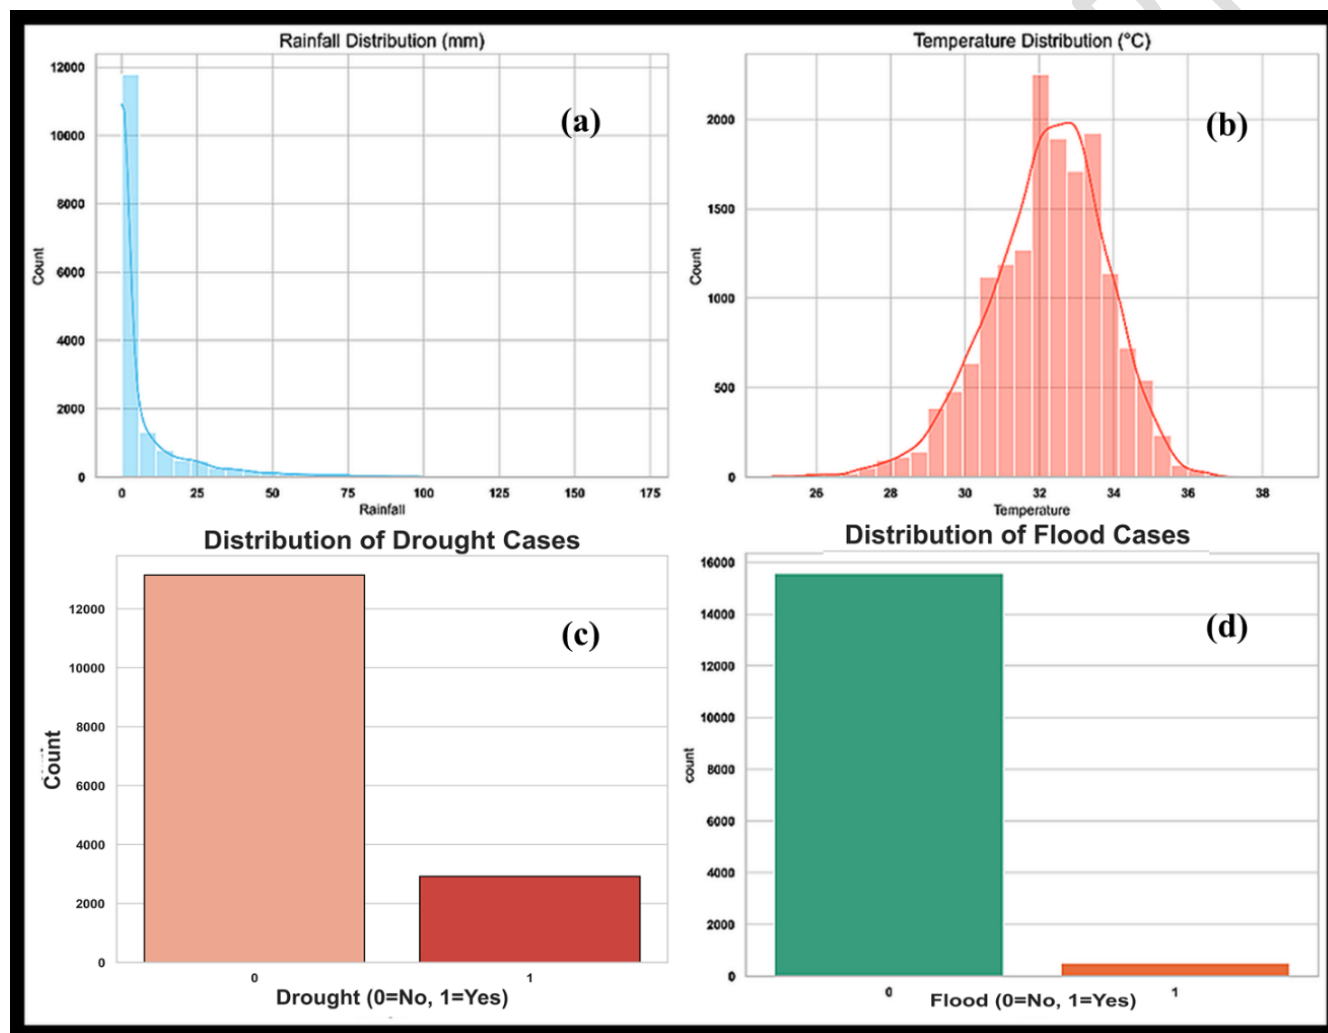 Rainfall Distribution (mm)
12000
10000
8000
6000
4000
2000
0
Count
(a)
0 25 50 75 100 125 150 175
Rainfall
Temperature Distribution (°C)
2000
1500
1000
500
0
Count
(b)
26 28 30 32 34 36 38
Temperature
Distribution of Drought Cases
12000
10000
8000
6000
4000
2000
0
Count
(c)
0 1
Drought (0=No, 1=Yes)
Distribution of Flood Cases
16000
14000
12000
10000
8000
6000
4000
2000
0
count
(d)
0 1
Flood (0=No, 1=Yes)